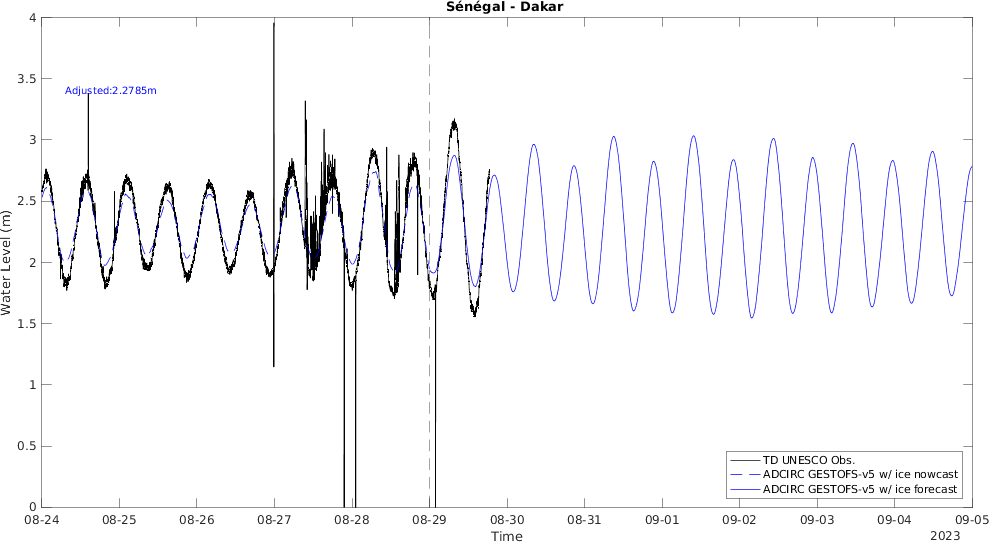 Sénégal - Dakar
4
3.5
3
2.5
2
1.5
1
0.5
0
Water Level (m)
Adjusted:2.2785m
TD UNESCO Obs.
ADCIRC GESTOFS-v5 w/ ice nowcast
ADCIRC GESTOFS-v5 w/ ice forecast
08-24 08-25 08-26 08-27 08-28 08-29 08-30 08-31 09-01 09-02 09-03 09-04 09-05
Time
2023